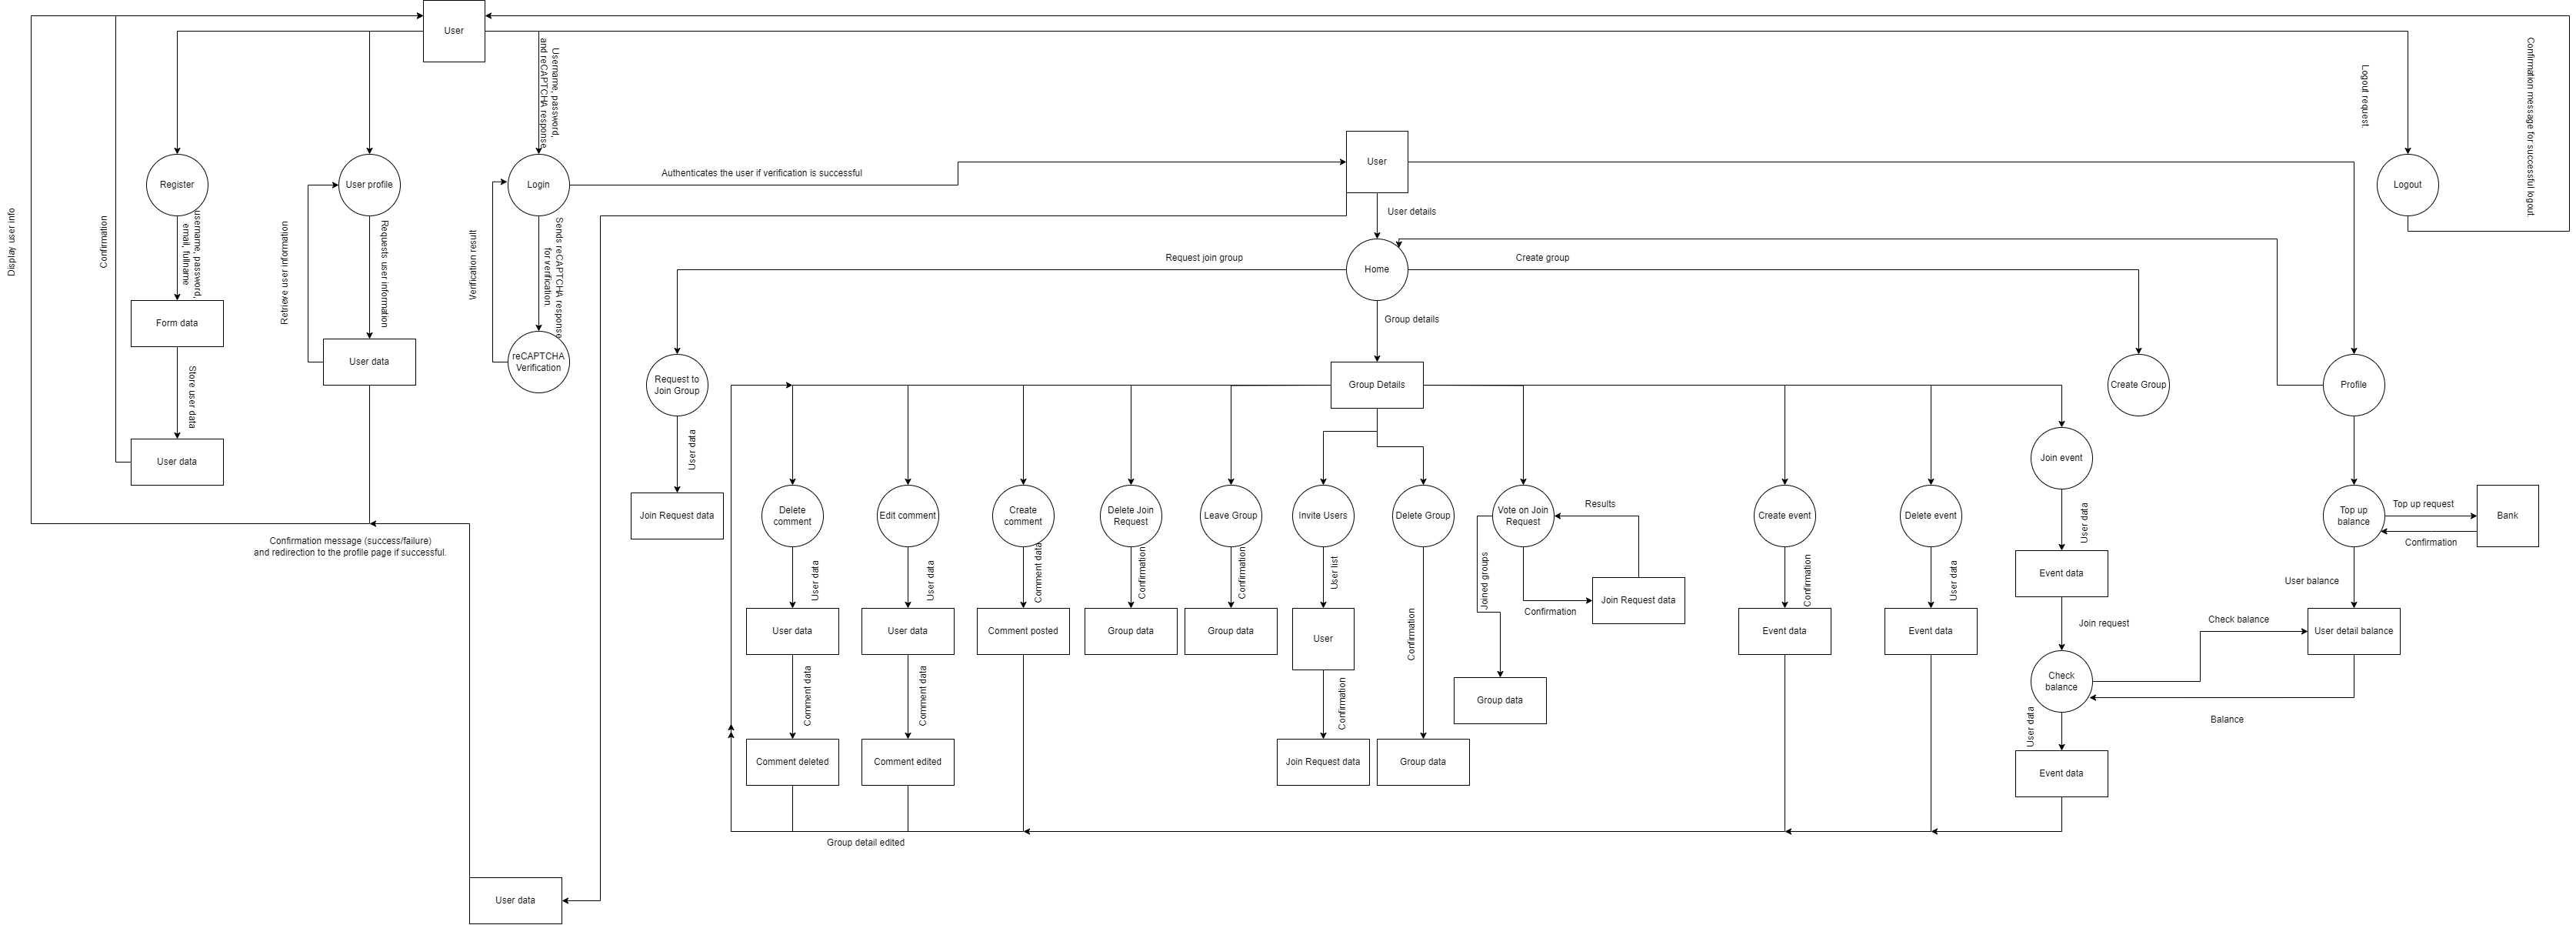 User
Username, password,
and reCAPTCHA response
Logout request.
Confirmation message for successful logout.
Register
User profile
Login
Authenticates the user if verification is successful
User
Logout
Display user info
Confirmation
username, password,
email, fullname
Retrieve user information
Requests user information
Verification result
Sends reCAPTCHA response
for verification.
User details
Request join group
Home
Create group
Form data
Group details
User data
reCAPTCHA
Verification
Request to
Join Group
Group Details
Create Group
Profile
Store user data
User data
User data
Join event
Join Request data
Delete
comment
Edit comment
Create
comment
Delete Join
Request
Leave Group
Invite Users
Delete Group
Vote on Join
Request
Results
Create event
Delete event
User data
Top up
balance
Top up request
Bank
Confirmation
Confirmation message (success/failure)
and redirection to the profile page if successful.
User data
User data
Comment data
Confirmation
Confirmation
User list
Confirmation
Joined groups
Confirmation
Join Request data
Confirmation
User data
Event data
User balance
User data
User data
Comment posted
Group data
Group data
User
Event data
Event data
Join request
Check balance
User detail balance
Comment data
Comment data
Confirmation
Group data
Check
balance
Balance
User data
Comment deleted
Comment edited
Join Request data
Group data
Event data
Group detail edited
User data